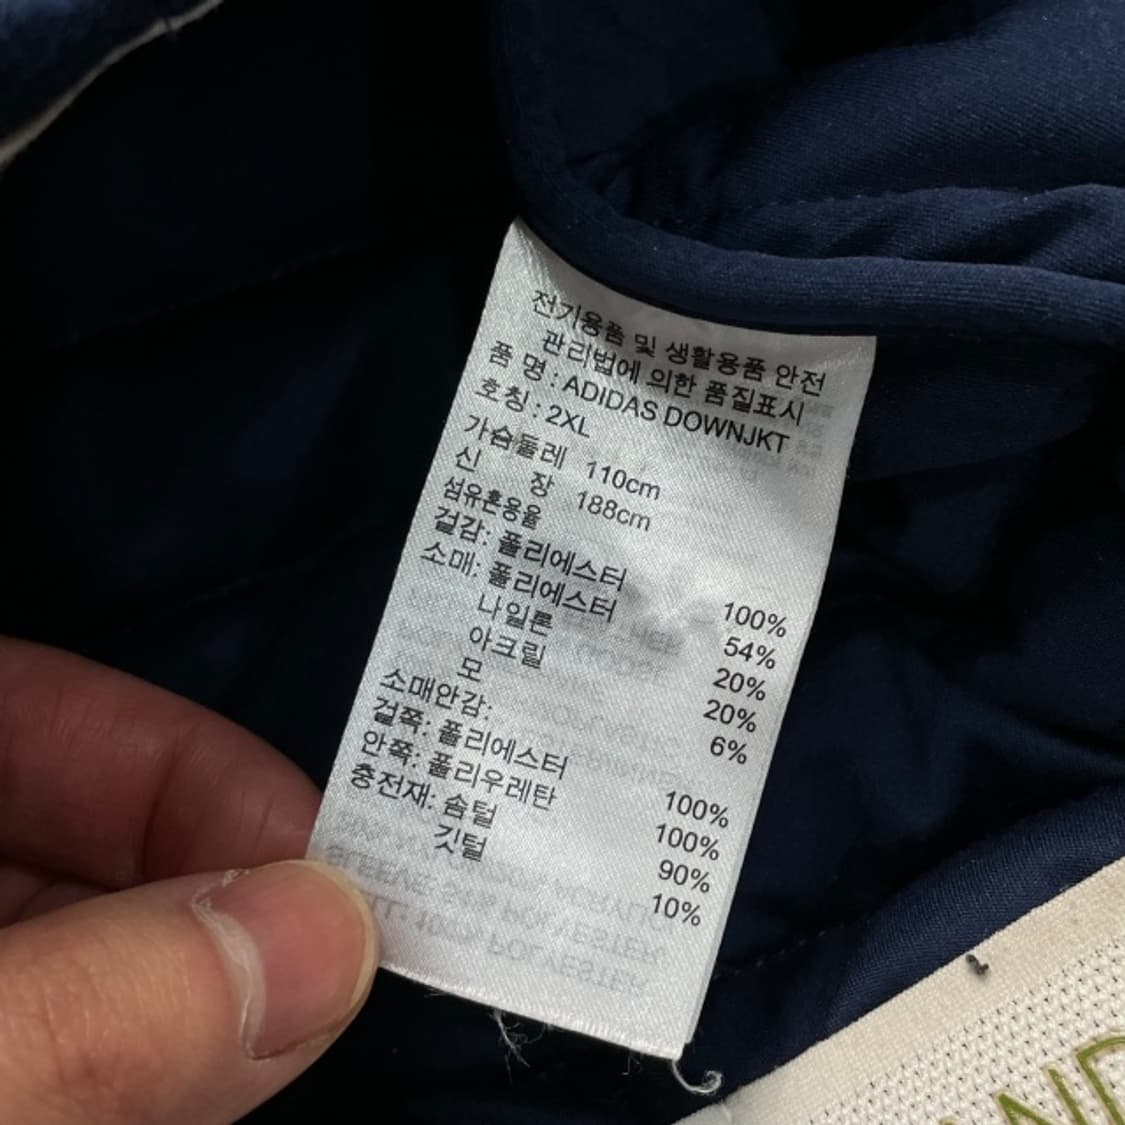 전기용품 및 생활용품 안전
관리법에 의한 품질표시
품 명 : ADIDAS DOWNJKT
호칭 : 2XL
가슴둘레 110cm
신 장 188cm
섬유혼용율
겉감: 폴리에스터 100%
소매: 폴리에스터 54%
나일론 20%
아크릴 20%
모 6%
소매안감:
겉쪽: 폴리에스터 100%
안쪽: 폴리우레탄 100%
충전재: 솜털 90%
깃털 10%